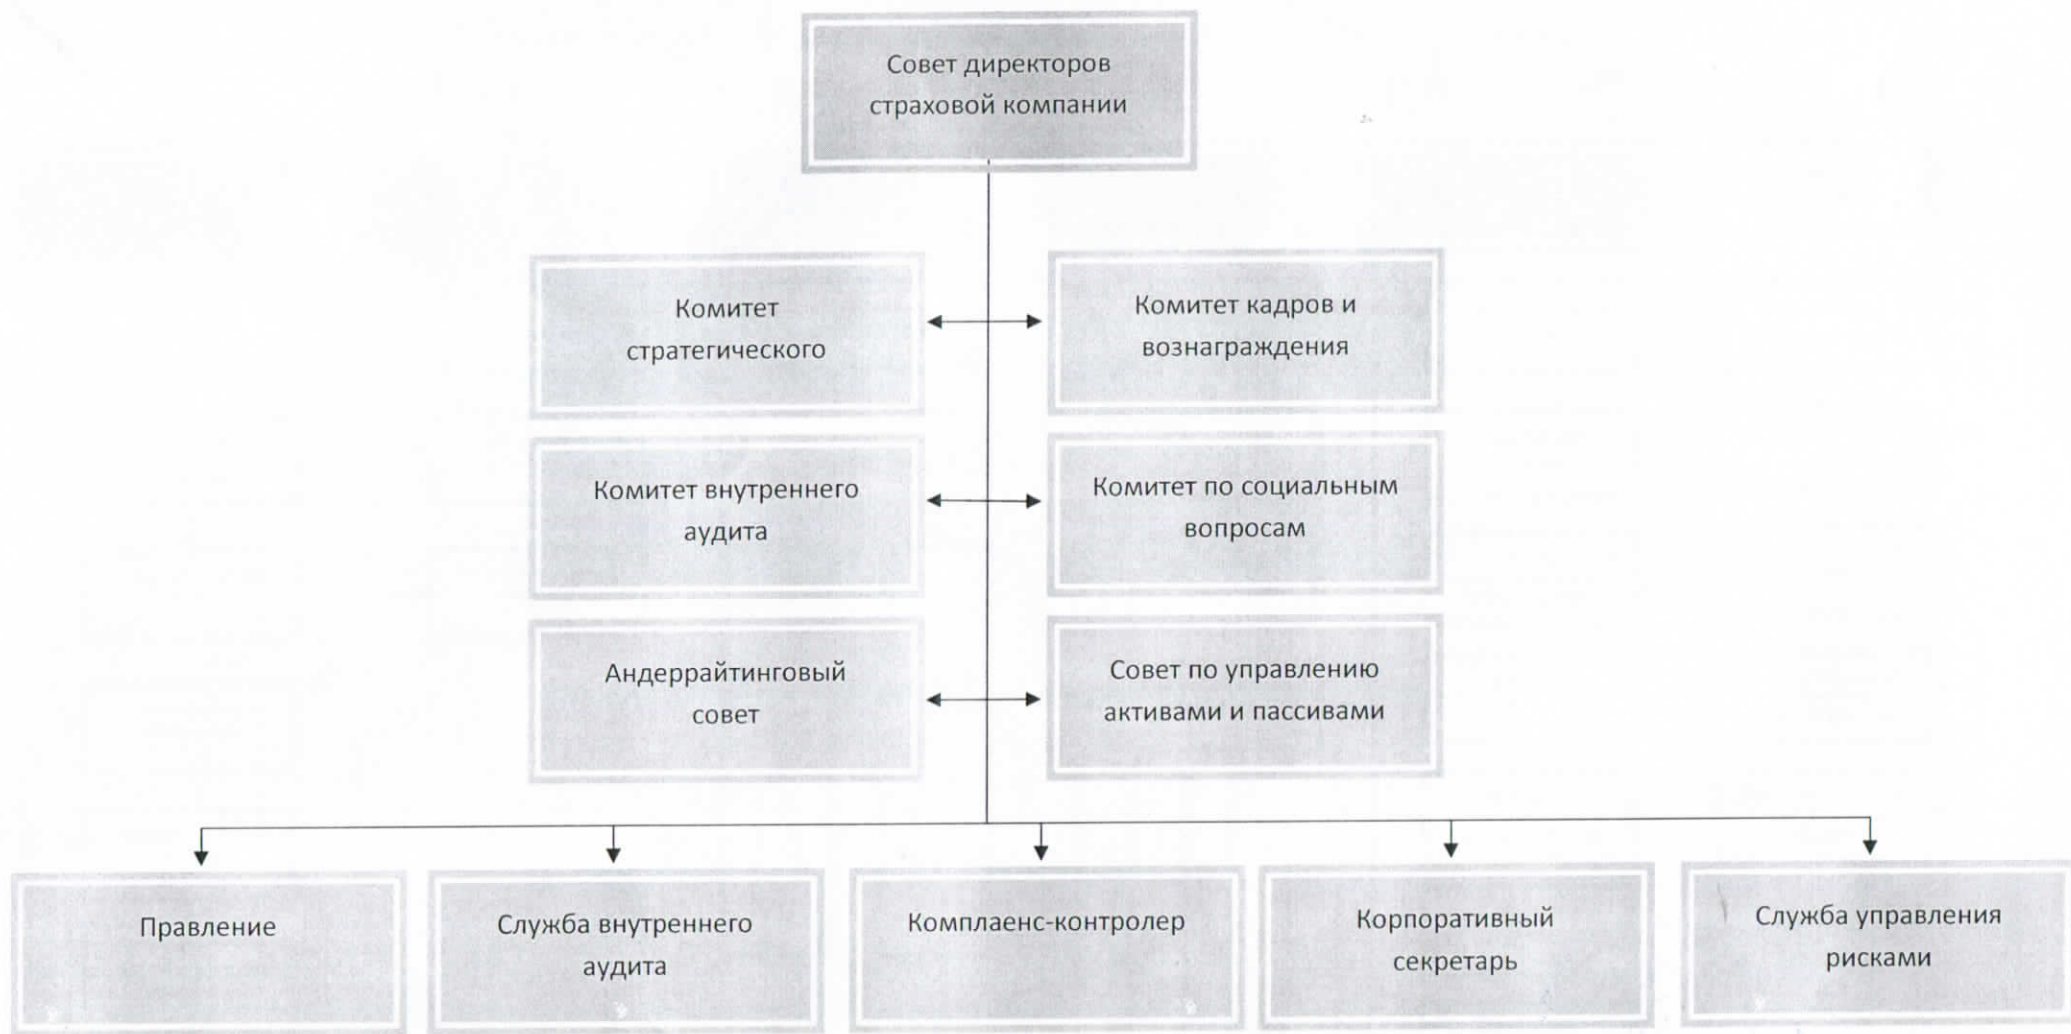 Совет директоров
страховой компании
Комитет
стратегического
Комитет кадров и
вознаграждения
Комитет внутреннего
аудита
Комитет по социальным
вопросам
Андеррайтинговый
совет
Совет по управлению
активами и пассивами
Правление
Служба внутреннего
аудита
Комплаенс-контролер
Корпоративный
секретарь
Служба управления
рисками